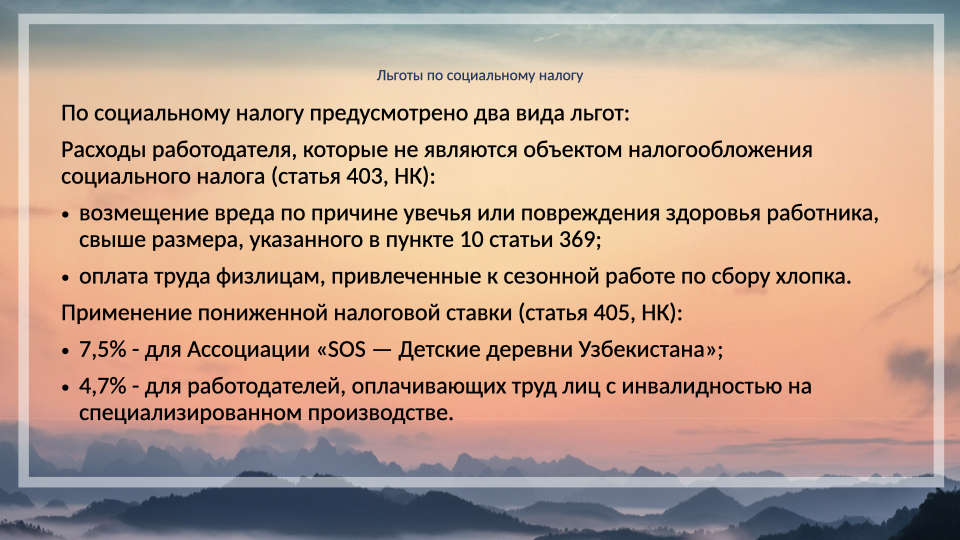 Льготы по социальному налогу
По социальному налогу предусмотрено два вида льгот:
Расходы работодателя, которые не являются объектом налогообложения
социального налога (статья 403, НК):
• возмещение вреда по причине увечья или повреждения здоровья работника,
свыше размера, указанного в пункте 10 статьи 369;
• оплата труда физлицам, привлеченные к сезонной работе по сбору хлопка.
Применение пониженной налоговой ставки (статья 405, НК):
• 7,5% - для Ассоциации «SOS — Детские деревни Узбекистана»;
• 4,7% - для работодателей, оплачивающих труд лиц с инвалидностью на
специализированном производстве.